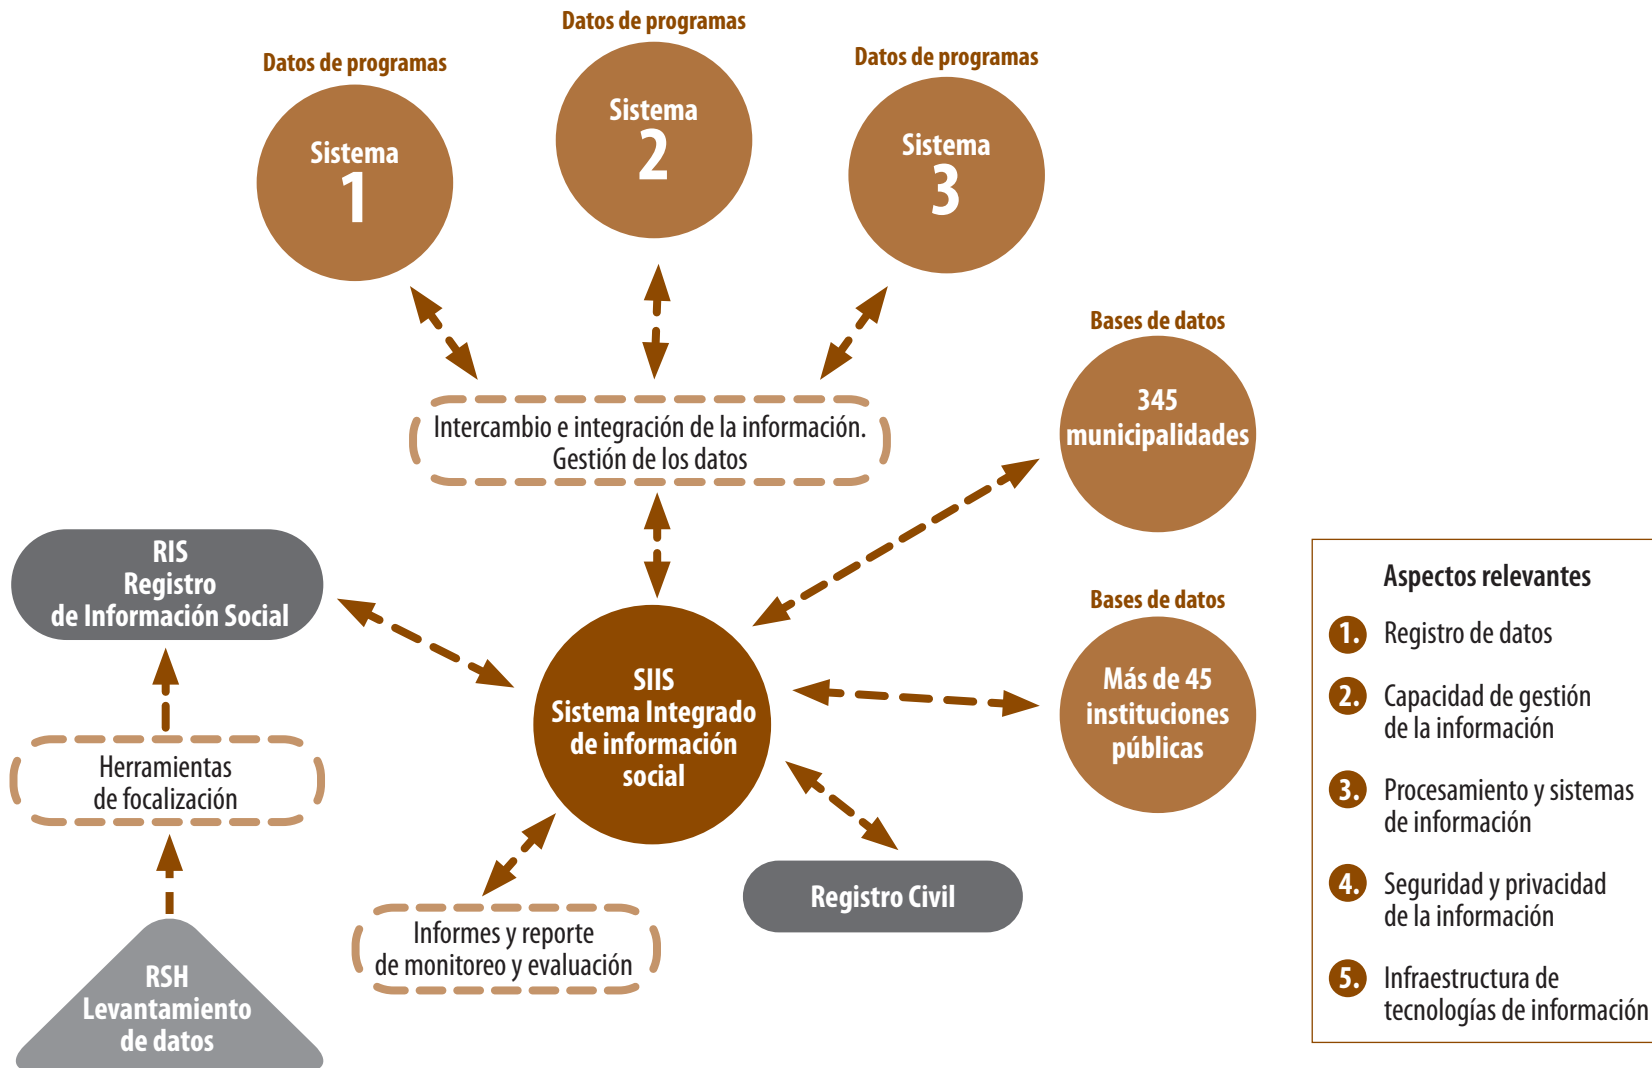 Datos de programas
Sistema
1
Datos de programas
Sistema
2
Datos de programas
Sistema
3
Intercambio e integración de la información.
Gestión de los datos
Bases de datos
345
municipalidades
RIS
Registro
de Información Social
Bases de datos
Más de 45
instituciones
públicas
SIIS
Sistema Integrado
de información
social
Herramientas
de focalización
Registro Civil
Informes y reporte
de monitoreo y evaluación
RSH
Levantamiento
de datos
Aspectos relevantes
1. Registro de datos
2. Capacidad de gestión
de la información
3. Procesamiento y sistemas
de información
4. Seguridad y privacidad
de la información
5. Infraestructura de
tecnologías de información